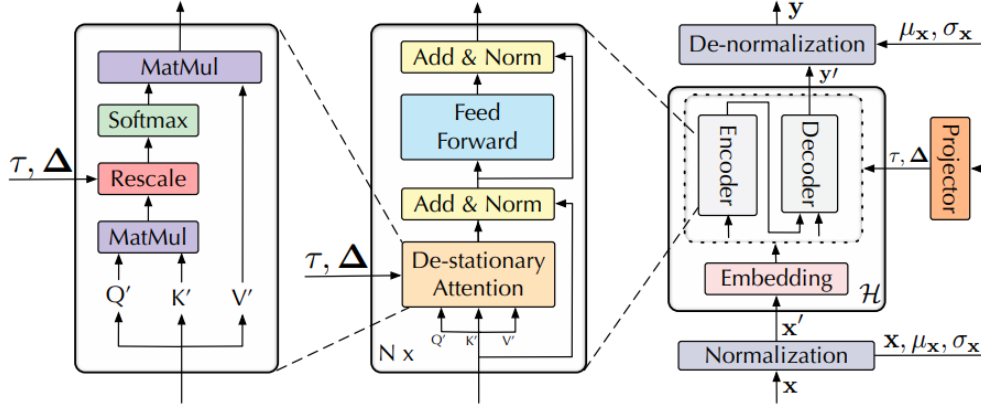 MatMul
Softmax
τ, Δ
Rescale
MatMul
Q′ K′ V′
Add & Norm
Feed
Forward
Add & Norm
τ, Δ
De-stationary
Attention
Q′ K′ V′
N x
y
De-normalization
μₓ, σₓ
y′
Encoder
Decoder
τ, Δ
Projector
Embedding
ℋ
x′
Normalization
x, μₓ, σₓ
x